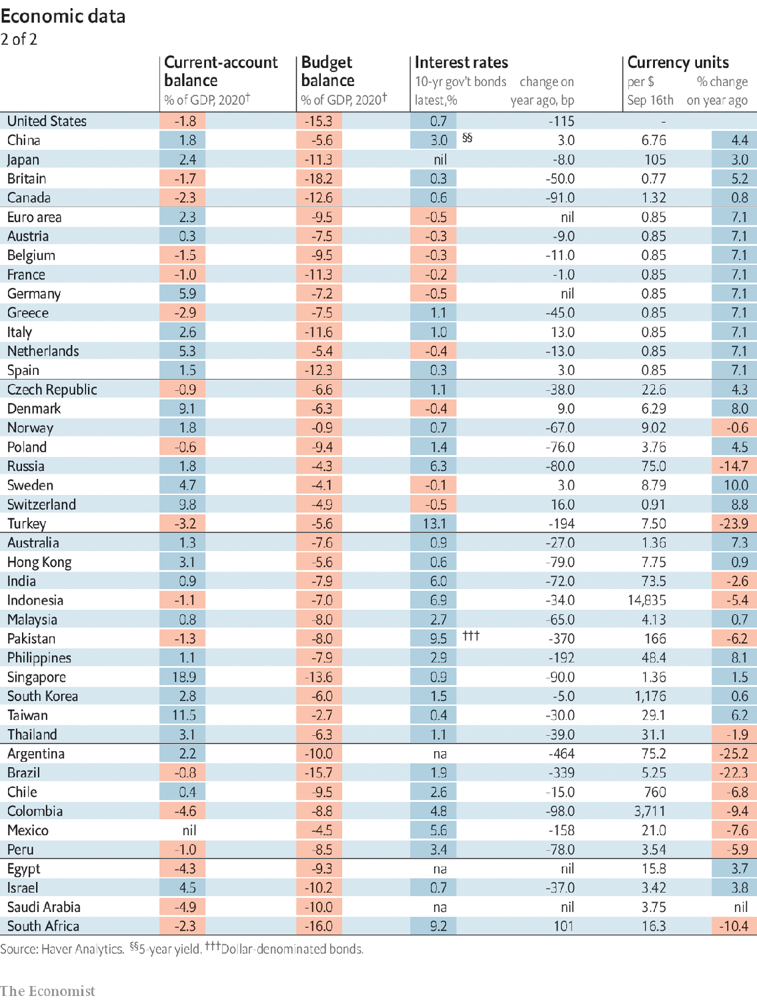 Economic data
2 of 2
Current-account balance % of GDP, 2020† Budget balance % of GDP, 2020† Interest rates 10-yr gov't bonds latest,% change on year ago, bp Currency units per $ Sep 16th % change on year ago
United States -1.8 -15.3 0.7 -115 -
China 1.8 -5.6 3.0 §§ 3.0 6.76 4.4
Japan 2.4 -11.3 nil -8.0 105 3.0
Britain -1.7 -18.2 0.3 -50.0 0.77 5.2
Canada -2.3 -12.6 0.6 -91.0 1.32 0.8
Euro area 2.3 -9.5 -0.5 nil 0.85 7.1
Austria 0.3 -7.5 -0.3 -9.0 0.85 7.1
Belgium -1.5 -9.5 -0.3 -11.0 0.85 7.1
France -1.0 -11.3 -0.2 -1.0 0.85 7.1
Germany 5.9 -7.2 -0.5 nil 0.85 7.1
Greece -2.9 -7.5 1.1 -45.0 0.85 7.1
Italy 2.6 -11.6 1.0 13.0 0.85 7.1
Netherlands 5.3 -5.4 -0.4 -13.0 0.85 7.1
Spain 1.5 -12.3 0.3 3.0 0.85 7.1
Czech Republic -0.9 -6.6 1.1 -38.0 22.6 4.3
Denmark 9.1 -6.3 -0.4 9.0 6.29 8.0
Norway 1.8 -0.9 0.7 -67.0 9.02 -0.6
Poland -0.6 -9.4 1.4 -76.0 3.76 4.5
Russia 1.8 -4.3 6.3 -80.0 75.0 -14.7
Sweden 4.7 -4.1 -0.1 3.0 8.79 10.0
Switzerland 9.8 -4.9 -0.5 16.0 0.91 8.8
Turkey -3.2 -5.6 13.1 -194 7.50 -23.9
Australia 1.3 -7.6 0.9 -27.0 1.36 7.3
Hong Kong 3.1 -5.6 0.6 -79.0 7.75 0.9
India 0.9 -7.9 6.0 -72.0 73.5 -2.6
Indonesia -1.1 -7.0 6.9 -34.0 14,835 -5.4
Malaysia 0.8 -8.0 2.7 -65.0 4.13 0.7
Pakistan -1.3 -8.0 9.5 ††† -370 166 -6.2
Philippines 1.1 -7.9 2.9 -192 48.4 8.1
Singapore 18.9 -13.6 0.9 -90.0 1.36 1.5
South Korea 2.8 -6.0 1.5 -5.0 1,176 0.6
Taiwan 11.5 -2.7 0.4 -30.0 29.1 6.2
Thailand 3.1 -6.3 1.1 -39.0 31.1 -1.9
Argentina 2.2 -10.0 na -464 75.2 -25.2
Brazil -0.8 -15.7 1.9 -339 5.25 -22.3
Chile 0.4 -9.5 2.6 -15.0 760 -6.8
Colombia -4.6 -8.8 4.8 -98.0 3,711 -9.4
Mexico nil -4.5 5.6 -158 21.0 -7.6
Peru -1.0 -8.5 3.4 -78.0 3.54 -5.9
Egypt -4.3 -9.3 na nil 15.8 3.7
Israel 4.5 -10.2 0.7 -37.0 3.42 3.8
Saudi Arabia -4.9 -10.0 na nil 3.75 nil
South Africa -2.3 -16.0 9.2 101 16.3 -10.4
Source: Haver Analytics. §§5-year yield. †††Dollar-denominated bonds.
The Economist